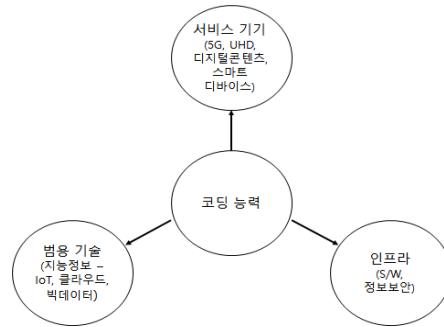 서비스 기기
(5G, UHD,
디지털콘텐츠,
스마트
디바이스)
코딩 능력
범용 기술
(지능정보 –
IoT, 클라우드,
빅데이터)
인프라
(S/W,
정보보안)